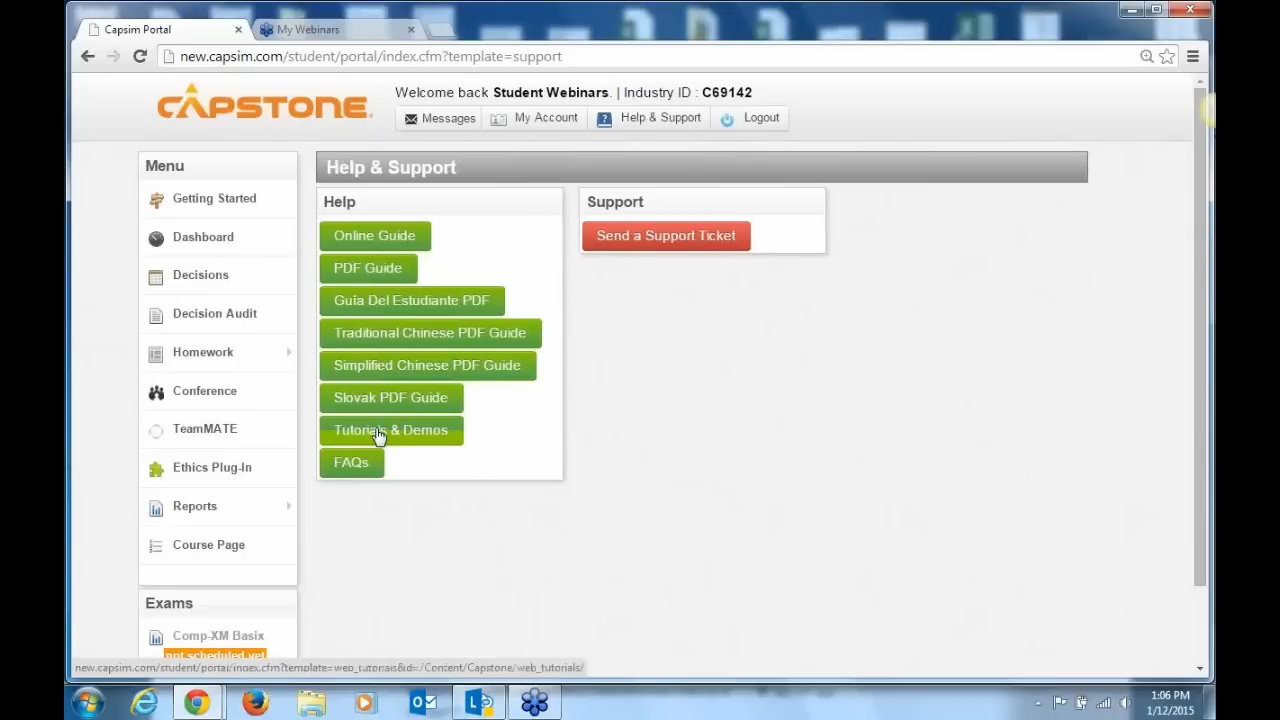 Capsim Portal
My Webinars
new.capsim.com/student/portal/index.cfm?template=support
CAPSTONE
Welcome back Student Webinars. | Industry ID : C69142
Messages
My Account
Help & Support
Logout
Menu
Getting Started
Dashboard
Decisions
Decision Audit
Homework
Conference
TeamMATE
Ethics Plug-In
Reports
Course Page
Exams
Comp-XM Basix
not scheduled yet
Help & Support
Help
Online Guide
PDF Guide
Guía Del Estudiante PDF
Traditional Chinese PDF Guide
Simplified Chinese PDF Guide
Slovak PDF Guide
Tutorials & Demos
FAQs
Support
Send a Support Ticket
new.capsim.com/student/portal/index.cfm?template=web_tutorials&id=/Content/Capstone/web_tutorials/
1:06 PM
1/12/2015